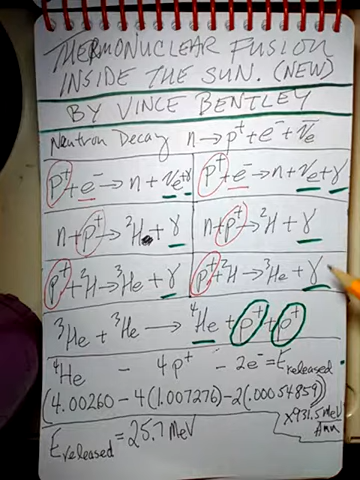 THERMONUCLEAR FUSION
INSIDE THE SUN. (NEW)
BY VINCE BENTLEY
Neutron Decay n→p⁺+e⁻+ν̅e
p⁺+e⁻→n+νe+γ p⁺+e⁻→n+νe+γ
n+p⁺→²H+γ n+p⁺→²H+γ
p⁺+²H→³He+γ p⁺+²H→³He+γ
³He+³He→⁴He+p⁺+p⁺
⁴He - 4p⁺ - 2e⁻=Ereleased.
(4.00260-4(1.007276)-2(.00054859))
x931.5 MeV
Ereleased=25.7 MeV